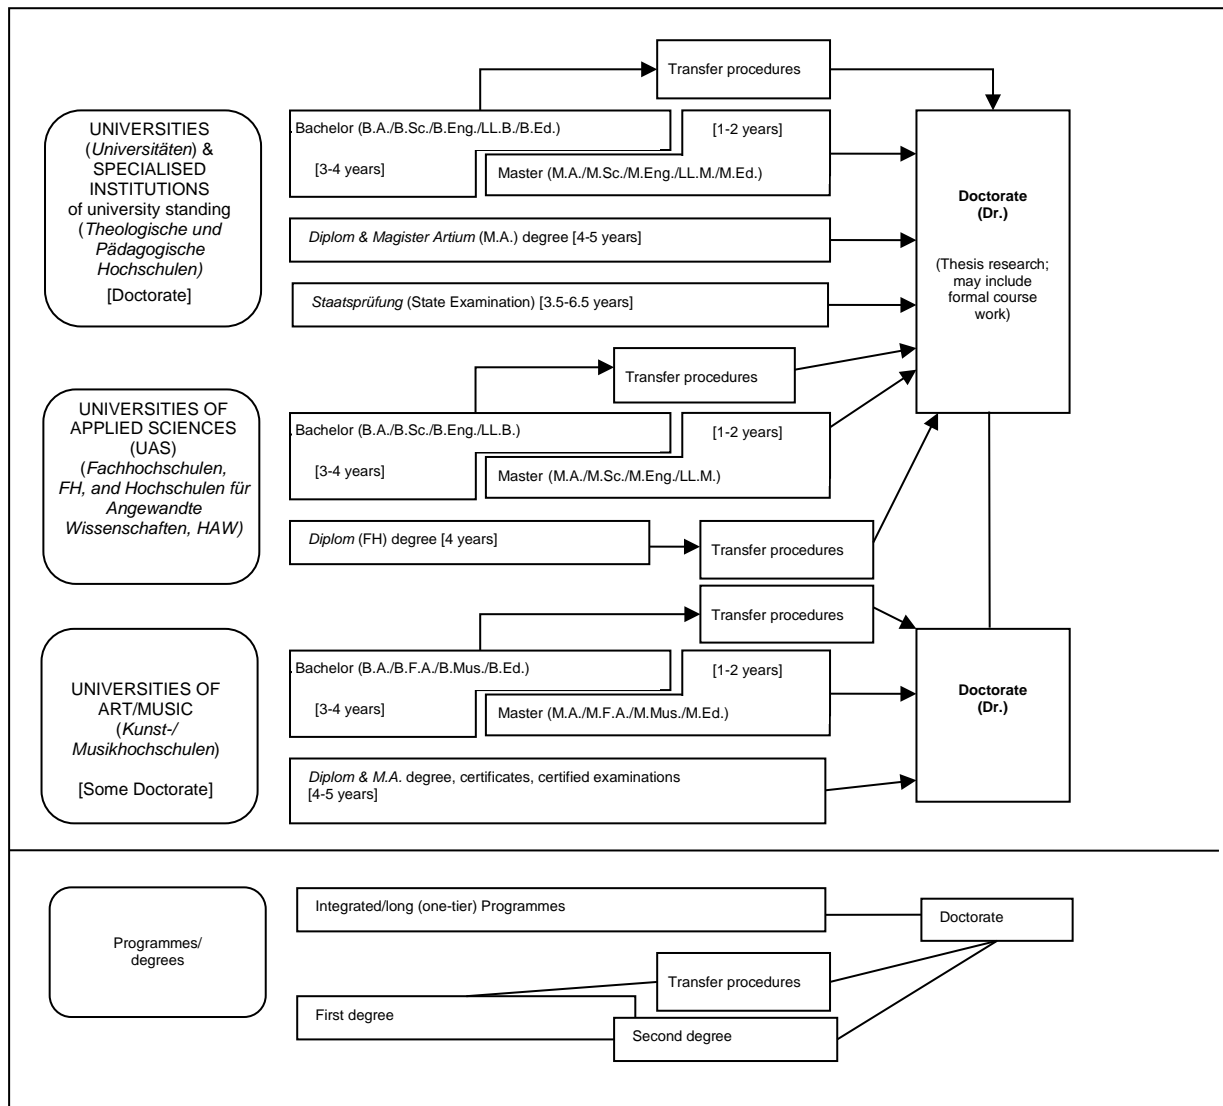 Transfer procedures
UNIVERSITIES
(Universitäten) &
SPECIALISED
INSTITUTIONS
of university standing
(Theologische und
Pädagogische
Hochschulen)
[Doctorate]
. Bachelor (B.A./B.Sc./B.Eng./LL.B./B.Ed.)
[3-4 years]
[1-2 years]
Master (M.A./M.Sc./M.Eng./LL.M./M.Ed.)
Diplom & Magister Artium (M.A.) degree [4-5 years]
Staatsprüfung (State Examination) [3.5-6.5 years]
Doctorate
(Dr.)
(Thesis research;
may include
formal course
work)
Transfer procedures
UNIVERSITIES OF
APPLIED SCIENCES
(UAS)
(Fachhochschulen,
FH, and Hochschulen für
Angewandte
Wissenschaften, HAW)
. Bachelor (B.A./B.Sc./B.Eng./LL.B.)
[3-4 years]
[1-2 years]
Master (M.A./M.Sc./M.Eng./LL.M.)
Diplom (FH) degree [4 years]
Transfer procedures
Transfer procedures
UNIVERSITIES OF
ART/MUSIC
(Kunst-/
Musikhochschulen)
[Some Doctorate]
. Bachelor (B.A./B.F.A./B.Mus./B.Ed.)
[3-4 years]
[1-2 years]
Master (M.A./M.F.A./M.Mus./M.Ed.)
Diplom & M.A. degree, certificates, certified examinations
[4-5 years]
Doctorate
(Dr.)
Programmes/
degrees
Integrated/long (one-tier) Programmes
Doctorate
Transfer procedures
First degree
Second degree